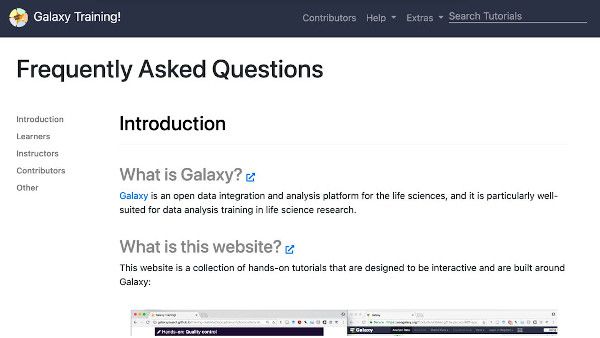 Galaxy Training!
Contributors Help Extras Search Tutorials
Frequently Asked Questions
Introduction
Learners
Instructors
Contributors
Other
Introduction
What is Galaxy?
Galaxy is an open data integration and analysis platform for the life sciences, and it is particularly well-
suited for data analysis training in life science research.
What is this website?
This website is a collection of hands-on tutorials that are designed to be interactive and are built around
Galaxy:
Galaxy Training!
Hands-on: Quality control
Galaxy
Galaxy